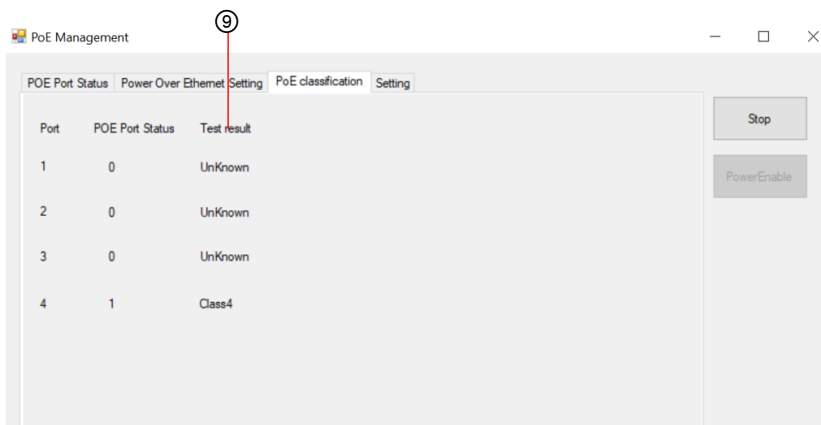 ⑨
PoE Management
POE Port Status Power Over Ethernet Setting PoE classification Setting
Stop
Port POE Port Status Test result
1 0 UnKnown
PowerEnable
2 0 UnKnown
3 0 UnKnown
4 1 Class4